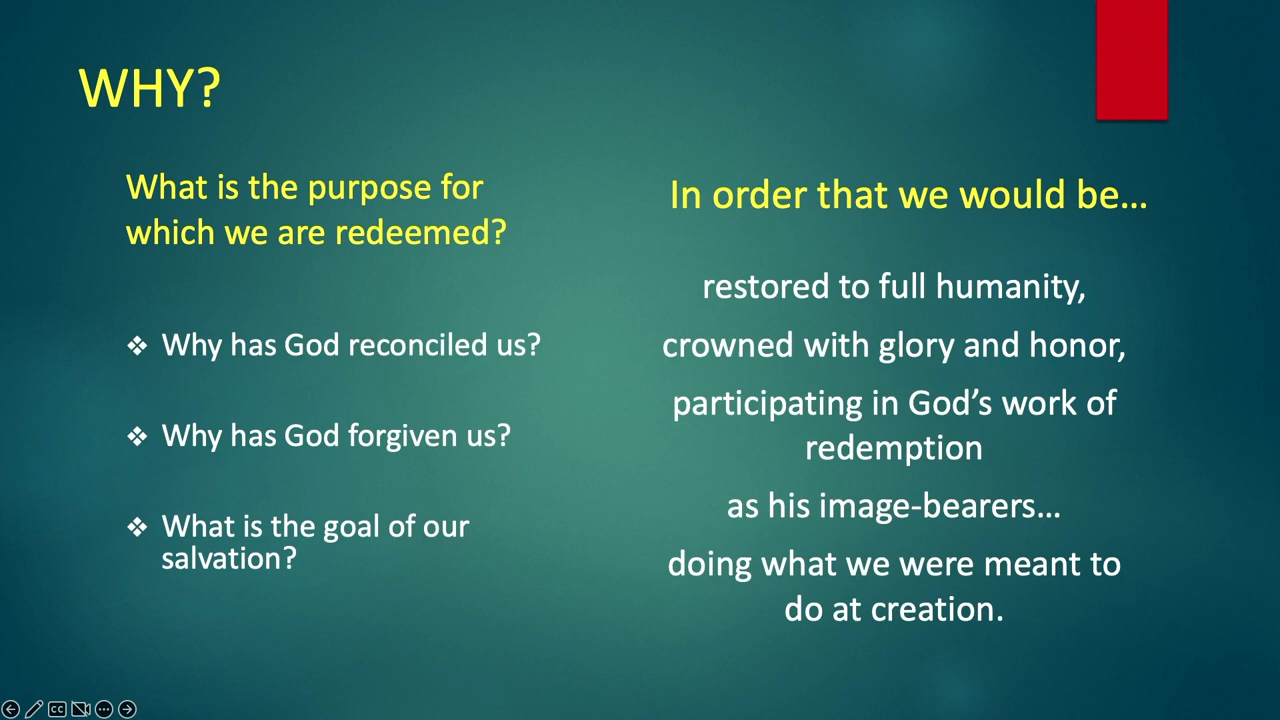 WHY?
What is the purpose for
which we are redeemed?
❖ Why has God reconciled us?
❖ Why has God forgiven us?
❖ What is the goal of our
salvation?
In order that we would be…
restored to full humanity,
crowned with glory and honor,
participating in God’s work of
redemption
as his image-bearers…
doing what we were meant to
do at creation.
CC